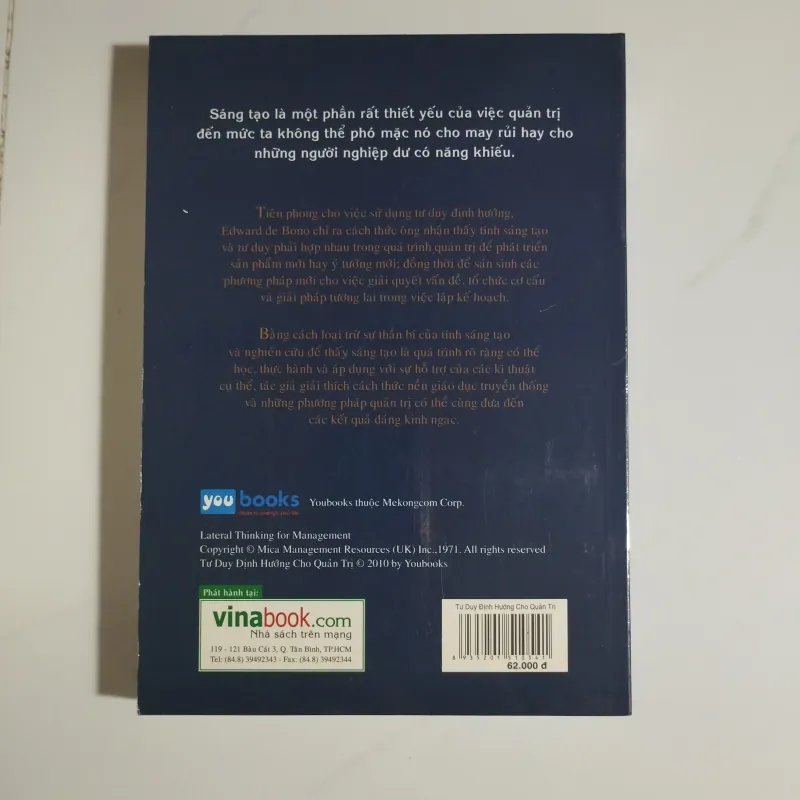 Sáng tạo là một phần rất thiết yếu của việc quản trị
đến mức ta không thể phó mặc nó cho may rủi hay cho
những người nghiệp dư có năng khiếu.
Tiên phong cho việc sử dụng tư duy định hướng,
Edward de Bono chỉ ra cách thức ông nhận thấy tính sáng tạo
và tư duy phải hợp nhau trong quá trình quản trị để phát triển
sản phẩm mới hay ý tưởng mới; đồng thời để sản sinh các
phương pháp mới cho việc giải quyết vấn đề, tổ chức cơ cấu
và giải pháp tương lai trong việc lập kế hoạch.
Bằng cách loại trừ sự thần bí của tính sáng tạo
và nghiên cứu để thấy sáng tạo là quá trình rõ ràng có thể
học, thực hành và áp dụng với sự hỗ trợ của các kĩ thuật
cụ thể, tác giả giải thích cách thức nền giáo dục truyền thống
và những phương pháp quản trị có thể cùng đưa đến
các kết quả đáng kinh ngạc.
you books
Youbooks thuộc Mekongcom Corp.
Lateral Thinking for Management
Copyright © Mica Management Resources (UK) Inc.,1971. All rights reserved
Tư Duy Định Hướng Cho Quản Trị © 2010 by Youbooks
Phát hành tại:
vinabook.com
Nhà sách trên mạng
119 - 121 Bàu Cát 3, Q. Tân Bình, TP.HCM
Tel: (84.8) 39492343 - Fax: (84.8) 39492344
Tư Duy Định Hướng Cho Quản Trị
8 935201 510341
62.000 đ